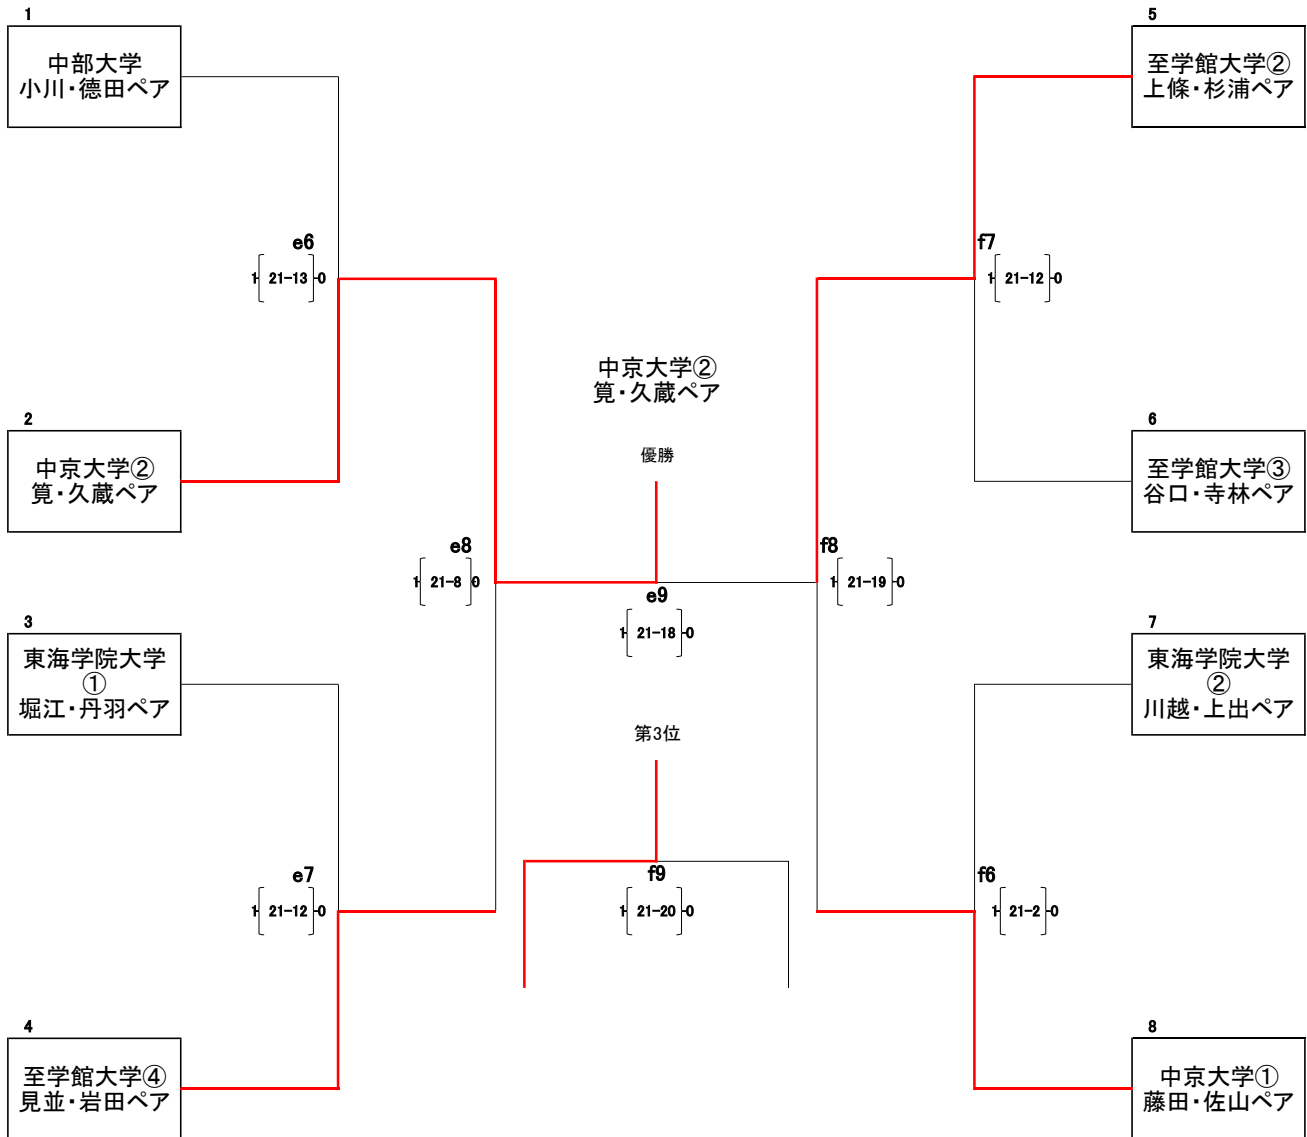 1
中部大学
小川・徳田ペア
2
中京大学②
筧・久蔵ペア
3
東海学院大学
①
堀江・丹羽ペア
4
至学館大学④
見並・岩田ペア
e6
1 21-13 0
e7
1 21-12 0
e8
1 21-8 0
中京大学②
筧・久蔵ペア
優勝
e9
1 21-18 0
第3位
f9
1 21-20 0
f8
1 21-19 0
f7
1 21-12 0
f6
1 21-2 0
5
至学館大学②
上條・杉浦ペア
6
至学館大学③
谷口・寺林ペア
7
東海学院大学
②
川越・上出ペア
8
中京大学①
藤田・佐山ペア